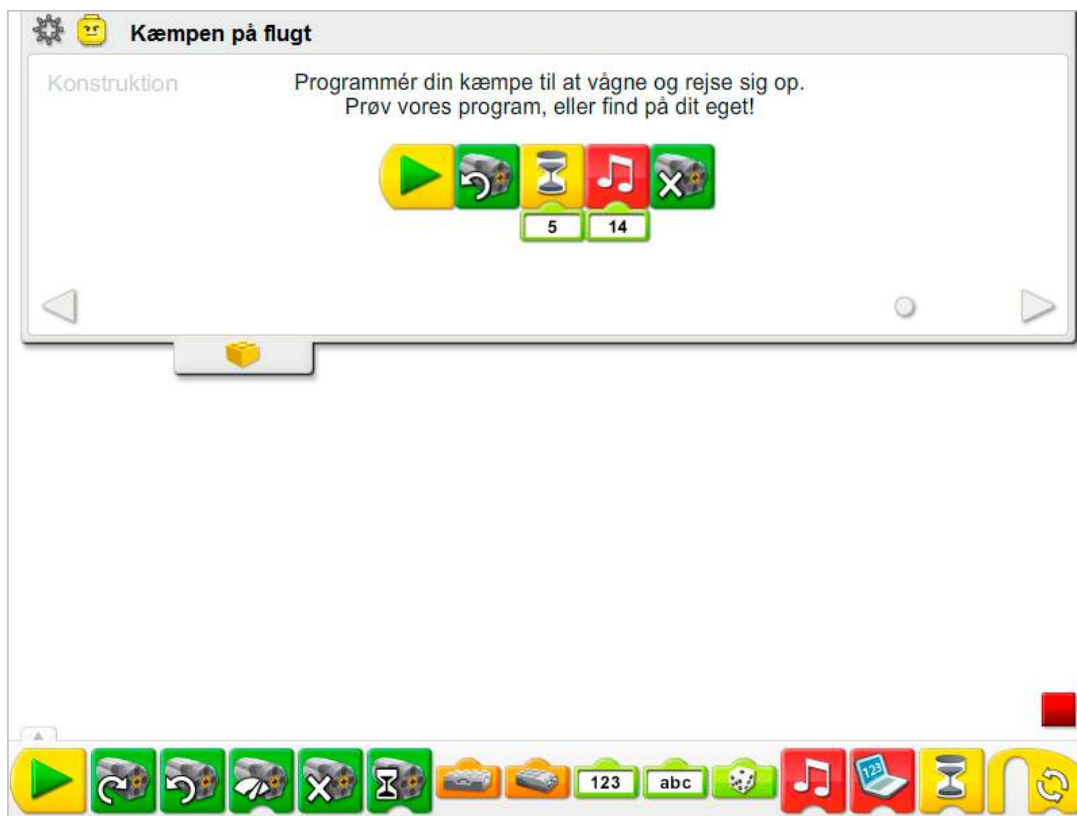 Kæmpen på flugt
Konstruktion
Programmér din kæmpe til at vågne og rejse sig op.
Prøv vores program, eller find på dit eget!
5 14
123 abc 123